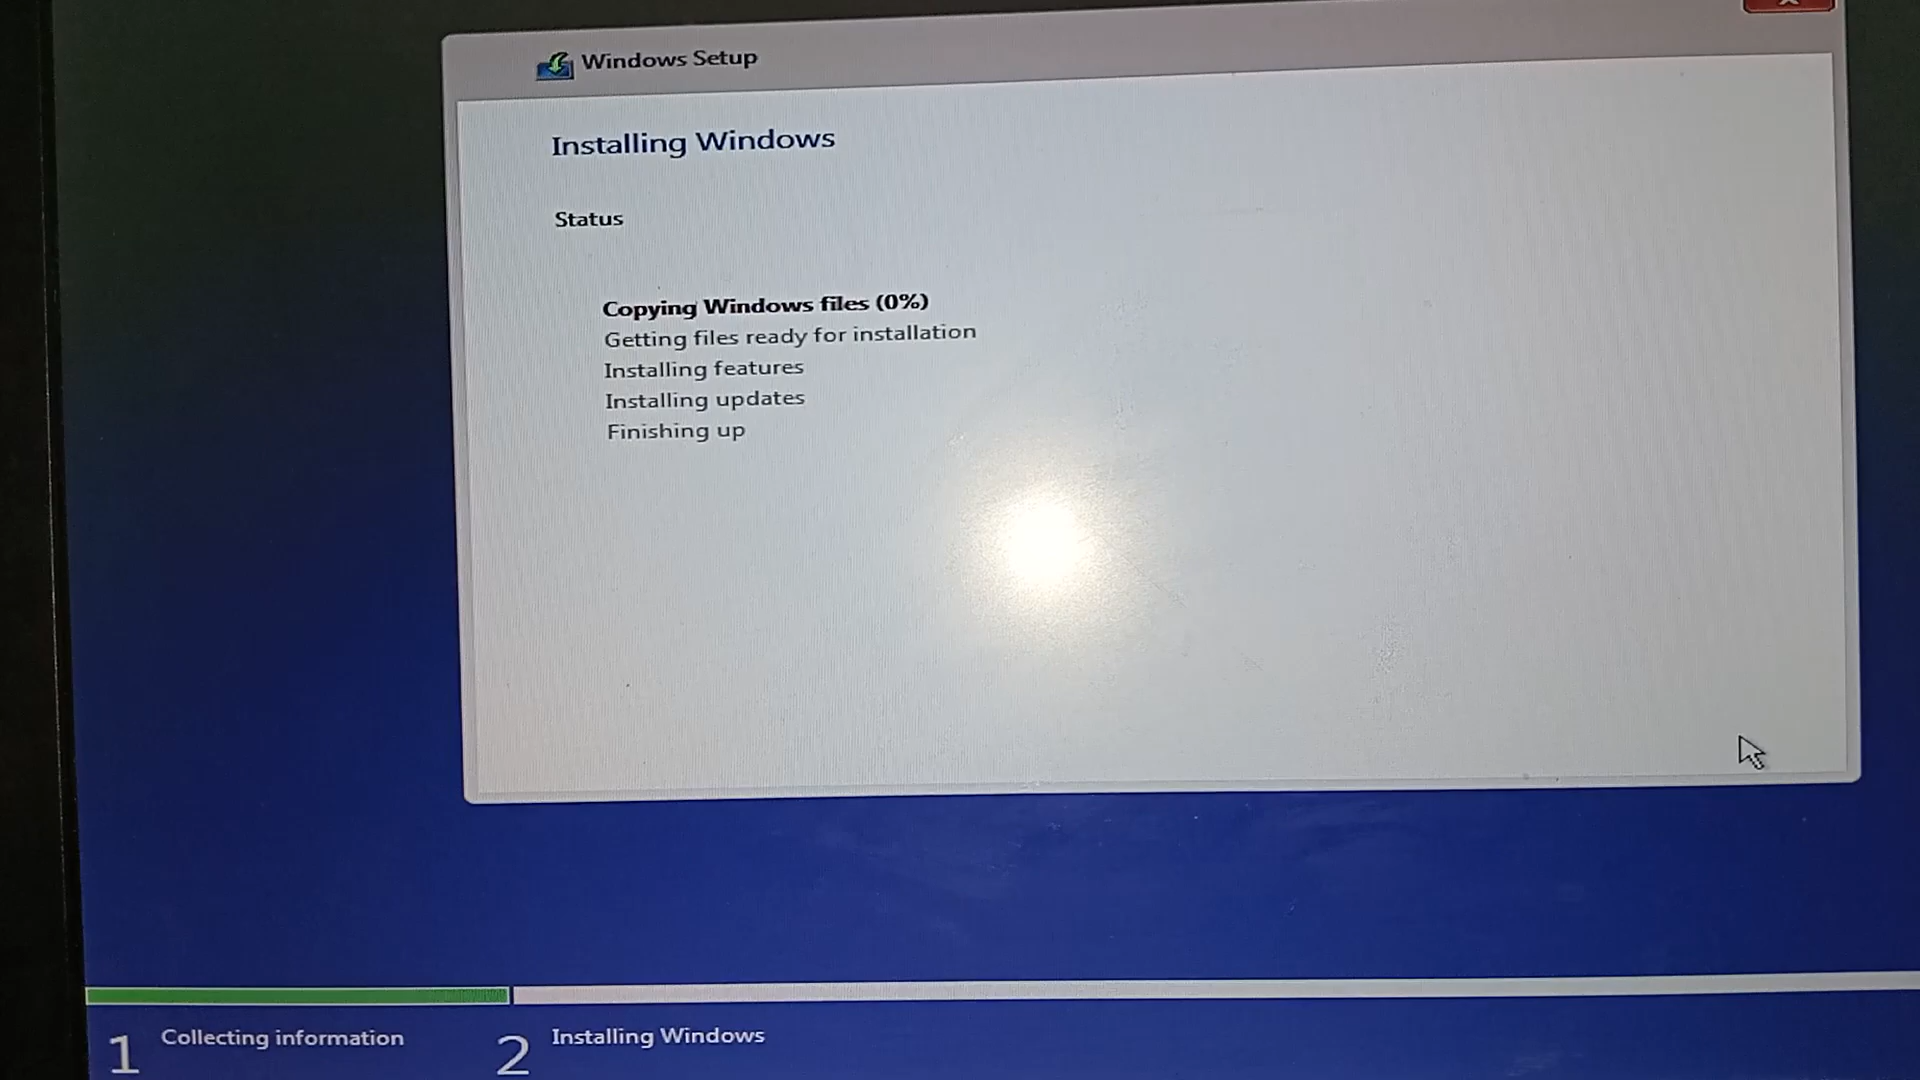 Windows Setup
Installing Windows
Status
Copying Windows files (0%)
Getting files ready for installation
Installing features
Installing updates
Finishing up
1 Collecting information
2 Installing Windows